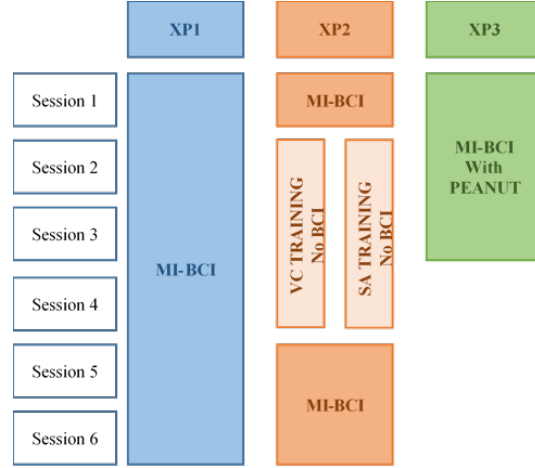 XP1
XP2
XP3
Session 1
Session 2
Session 3
Session 4
Session 5
Session 6
MI-BCI
MI-BCI
VC TRAINING
No BCI
SA TRAINING
No BCI
MI-BCI
MI-BCI
With
PEANUT